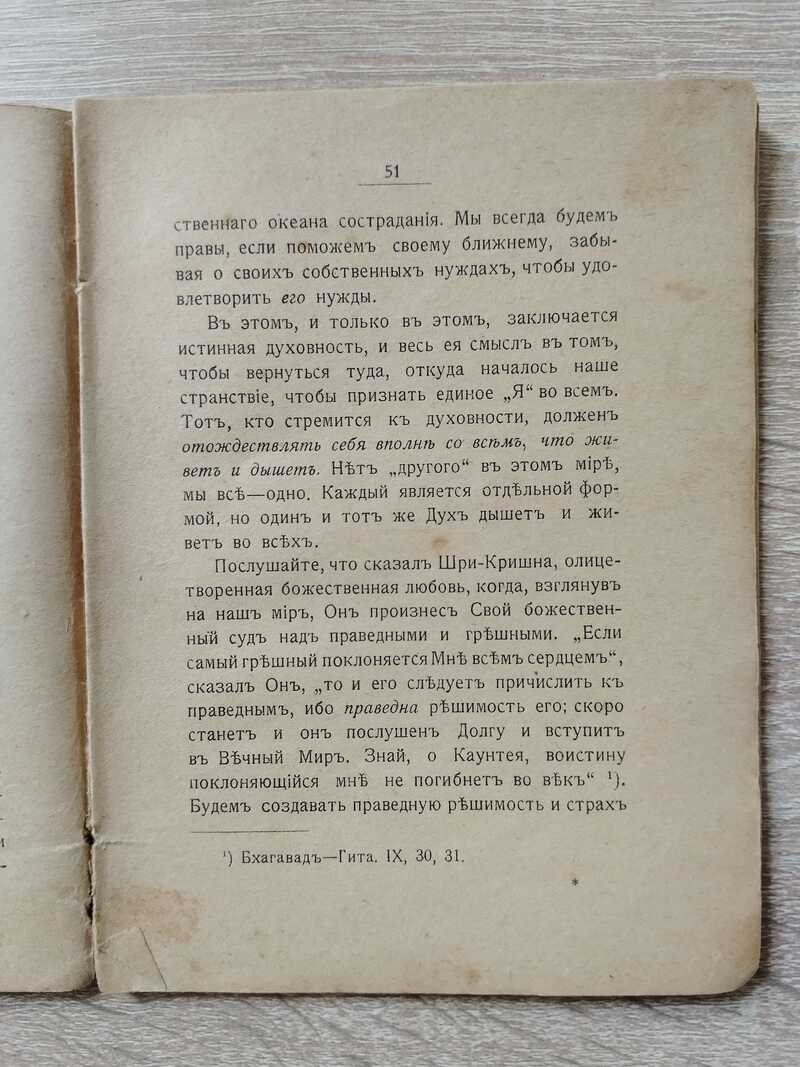 51
ственнаго океана состраданія. Мы всегда будемъ
правы, если поможемъ своему ближнему, забы-
вая о своихъ собственныхъ нуждахъ, чтобы удо-
влетворить его нужды.
Въ этомъ, и только въ этомъ, заключается
истинная духовность, и весь ея смыслъ въ томъ,
чтобы вернуться туда, откуда началось наше
странствіе, чтобы признать единое „Я“ во всемъ.
Тотъ, кто стремится къ духовности, долженъ
отождествлять себя вполнѣ со всѣмъ, что жи-
ветъ и дышетъ. Нѣтъ „другого“ въ этомъ мірѣ,
мы всѣ—одно. Каждый является отдѣльной фор-
мой, но одинъ и тотъ же Духъ дышетъ и жи-
ветъ во всѣхъ.
Послушайте, что сказалъ Шри-Кришна, олице-
творенная божественная любовь, когда, взглянувъ
на нашъ міръ, Онъ произнесъ Свой божествен-
ный судъ надъ праведными и грѣшными. „Если
самый грѣшный поклоняется Мнѣ всѣмъ сердцемъ“,
сказалъ Онъ, „то и его слѣдуетъ причислить къ
праведнымъ, ибо праведна рѣшимость его; скоро
станетъ и онъ послушенъ Долгу и вступитъ
въ Вѣчный Миръ. Знай, о Каунтея, воистину
поклоняющійся мнѣ не погибнетъ во вѣкъ“ ¹).
Будемъ создавать праведную рѣшимость и страхъ
¹) Бхагавадъ—Гита. IX, 30, 31.
*